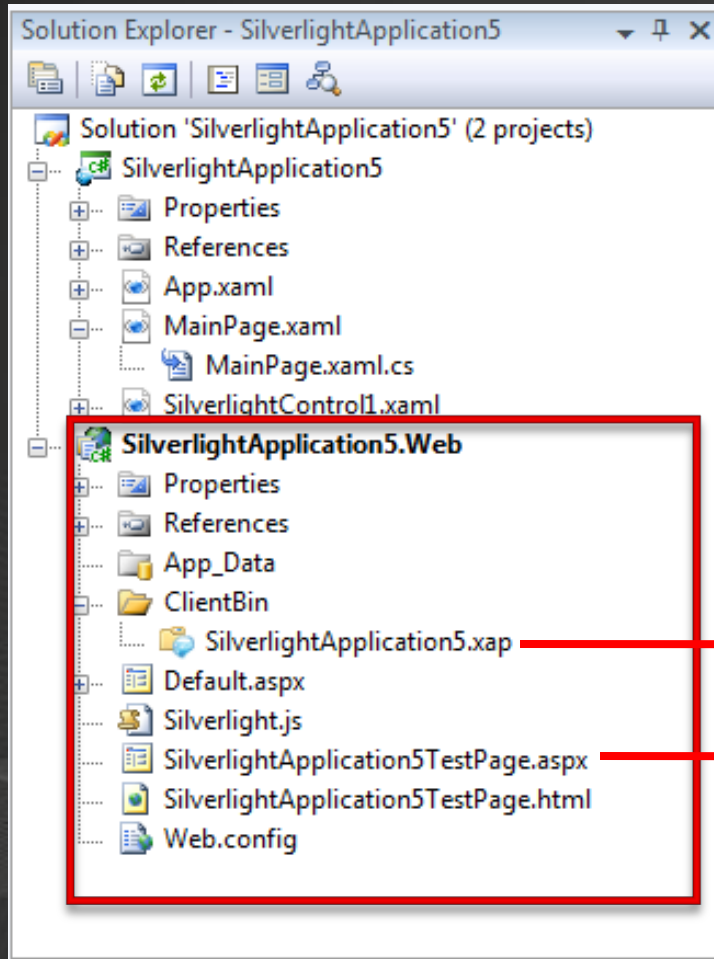 Solution Explorer - SilverlightApplication5
Solution 'SilverlightApplication5' (2 projects)
SilverlightApplication5
Properties
References
App.xaml
MainPage.xaml
MainPage.xaml.cs
SilverlightControl1.xaml
SilverlightApplication5.Web
Properties
References
App_Data
ClientBin
SilverlightApplication5.xap
Default.aspx
Silverlight.js
SilverlightApplication5TestPage.aspx
SilverlightApplication5TestPage.html
Web.config